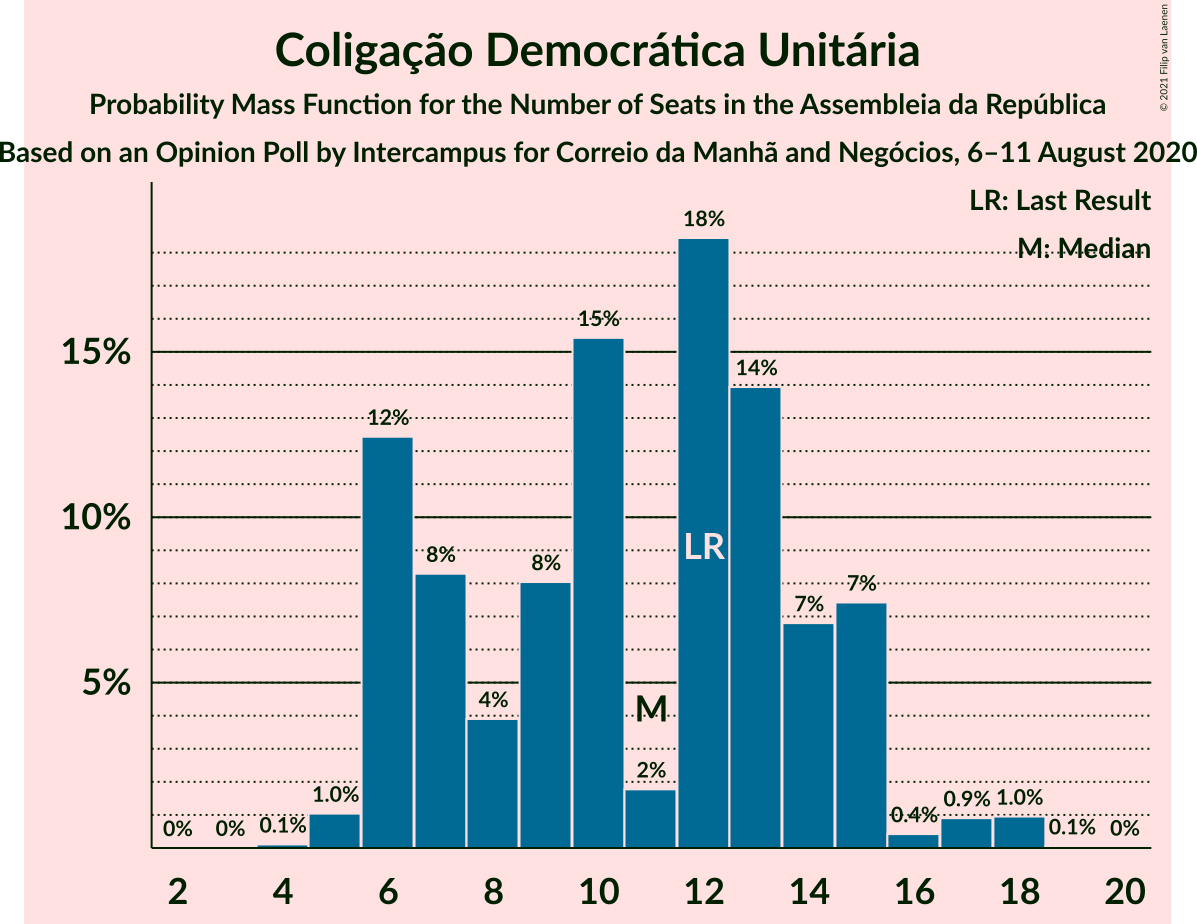 Coligação Democrática Unitária
Probability Mass Function for the Number of Seats in the Assembleia da República
Based on an Opinion Poll by Intercampus for Correio da Manhã and Negócios, 6–11 August 2020
© 2021 Filip van Laenen
LR: Last Result
M: Median
18%
15%
15%
14%
12%
10%
LR
8%
8%
7%
7%
5%
4%
M
2%
1.0%
0.9%
1.0%
0.4%
0%
0%
0.1%
0.1%
0%
2 4 6 8 10 12 14 16 18 20